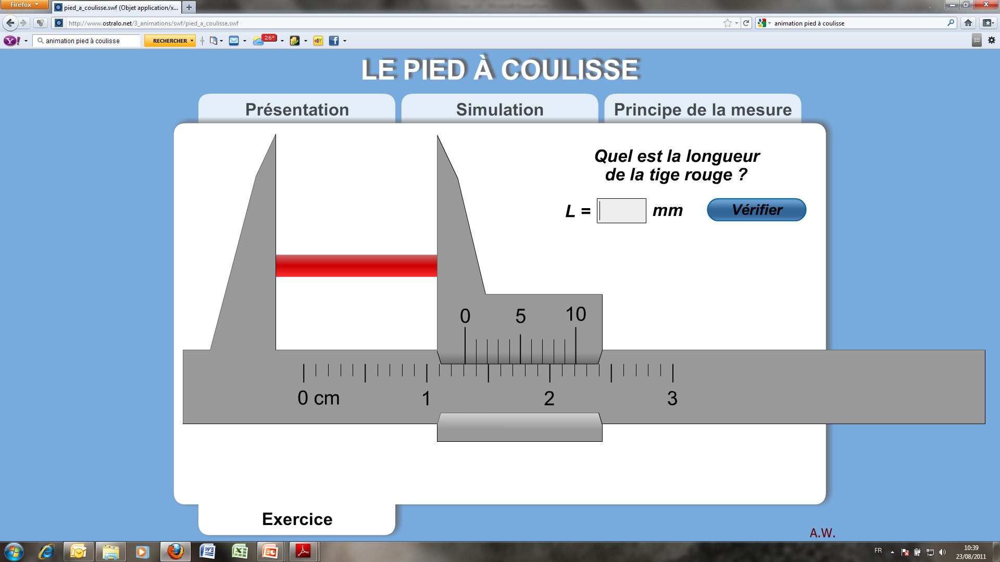 Firefox
pied_a_coulisse.swf (Objet application/x...
http://www.ostralo.net/3_animations/swf/pied_a_coulisse.swf
animation pied à coulisse
animation pied à coulisse
RECHERCHER
26°
LE PIED À COULISSE
Présentation
Simulation
Principe de la mesure
Quel est la longueur
de la tige rouge ?
L =
mm
Vérifier
0 5 10
0 cm 1 2 3
Exercice
A.W.
FR
10:39
23/08/2011